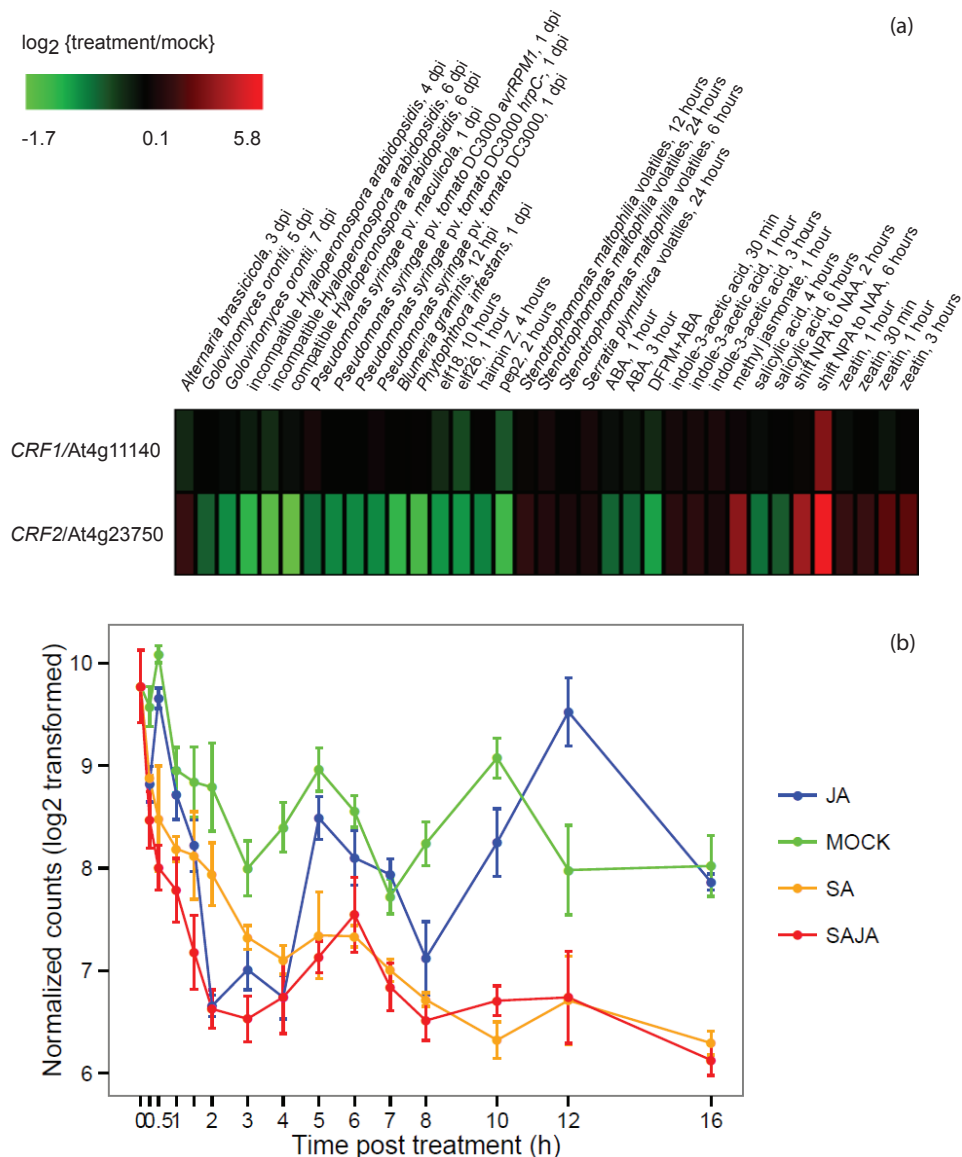 (a)
log2 {treatment/mock}
-1.7 0.1 5.8
Alternaria brassicicola, 3 dpi
Golovinomyces orontii, 5 dpi
Golovinomyces orontii, 7 dpi
incompatible Hyaloperonospora arabidopsidis, 4 dpi
incompatible Hyaloperonospora arabidopsidis, 6 dpi
compatible Hyaloperonospora arabidopsidis, 6 dpi
Pseudomonas syringae pv. maculicola, 1 dpi
Pseudomonas syringae pv. tomato DC3000 avrRPM1, 1 dpi
Pseudomonas syringae pv. tomato DC3000 hrpC-, 1 dpi
Pseudomonas syringae pv. tomato DC3000, 1 dpi
Blumeria graminis, 12 hpi
Phytophthora infestans, 1 dpi
elf18, 10 hours
elf26, 1 hour
hairpin Z, 4 hours
pep2, 2 hours
Stenotrophomonas maltophilia volatiles, 12 hours
Stenotrophomonas maltophilia volatiles, 24 hours
Stenotrophomonas maltophilia volatiles, 6 hours
Serratia plymuthica volatiles, 24 hours
ABA, 1 hour
ABA, 3 hour
DFPM+ABA
indole-3-acetic acid, 30 min
indole-3-acetic acid, 1 hour
indole-3-acetic acid, 3 hours
methyl jasmonate, 1 hour
salicylic acid, 4 hours
salicylic acid, 6 hours
shift NPA to NAA, 2 hours
shift NPA to NAA, 6 hours
zeatin, 1 hour
zeatin, 30 min
zeatin, 1 hour
zeatin, 3 hours
CRF1/At4g11140
CRF2/At4g23750
(b)
Normalized counts (log2 transformed)
10
9
8
7
6
0 0.5 1 2 3 4 5 6 7 8 10 12 16
Time post treatment (h)
JA
MOCK
SA
SAJA